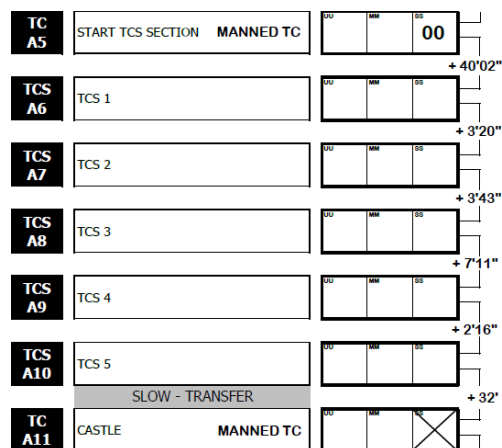 TC A5 START TCS SECTION MANNED TC UU MM SS 00
+ 40'02"
TCS A6 TCS 1 UU MM SS
+ 3'20"
TCS A7 TCS 2 UU MM SS
+ 3'43"
TCS A8 TCS 3 UU MM SS
+ 7'11"
TCS A9 TCS 4 UU MM SS
+ 2'16"
TCS A10 TCS 5 UU MM SS
SLOW - TRANSFER + 32'
TC A11 CASTLE MANNED TC UU MM SS